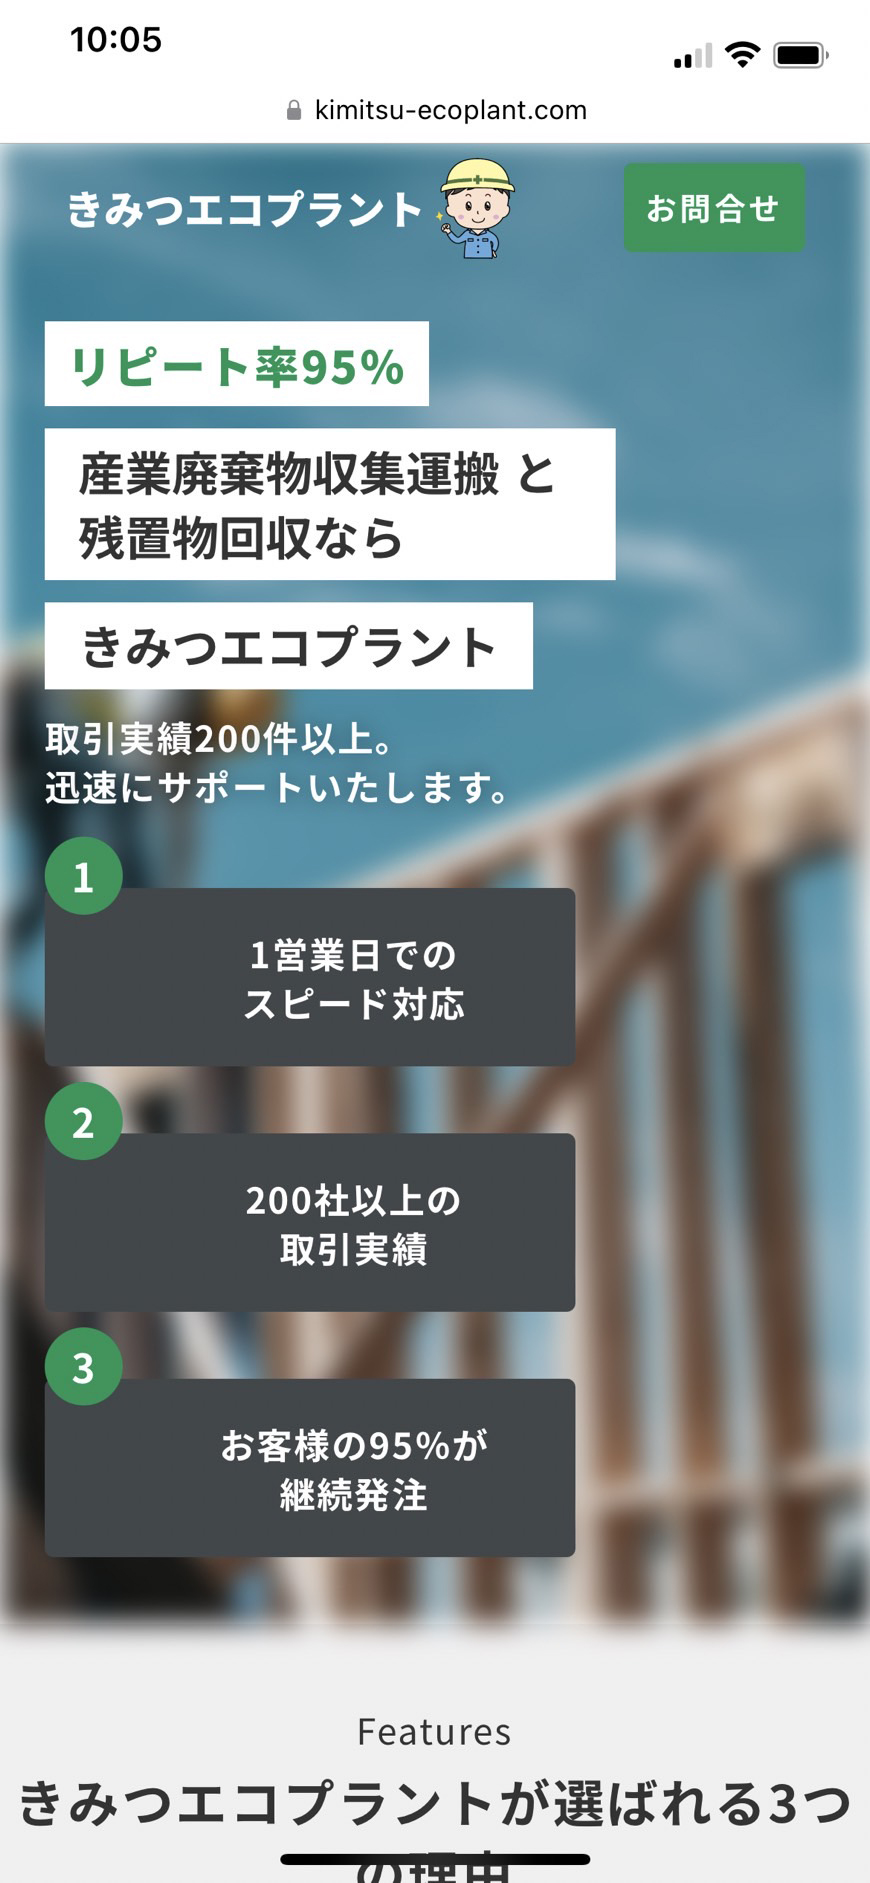 10:05
kimitsu-ecoplant.com
きみつエコプラント
お問合せ
リピート率95%
産業廃棄物収集運搬 と
残置物回収なら
きみつエコプラント
取引実績200件以上。
迅速にサポートいたします。
1
1営業日での
スピード対応
2
200社以上の
取引実績
3
お客様の95%が
継続発注
Features
きみつエコプラントが選ばれる3つ
の理由